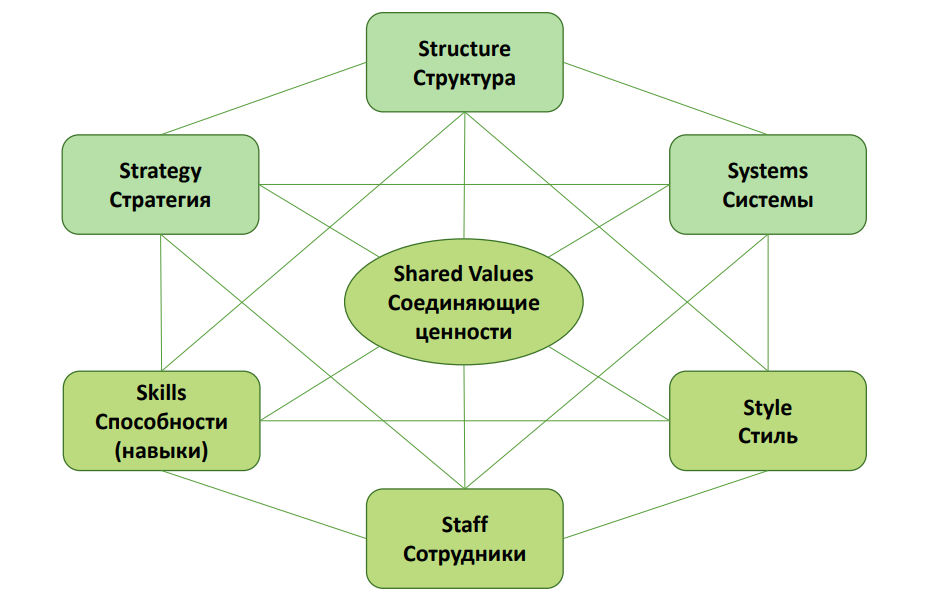 Structure
Структура
Strategy
Стратегия
Systems
Системы
Shared Values
Соединяющие
ценности
Skills
Способности
(навыки)
Style
Стиль
Staff
Сотрудники